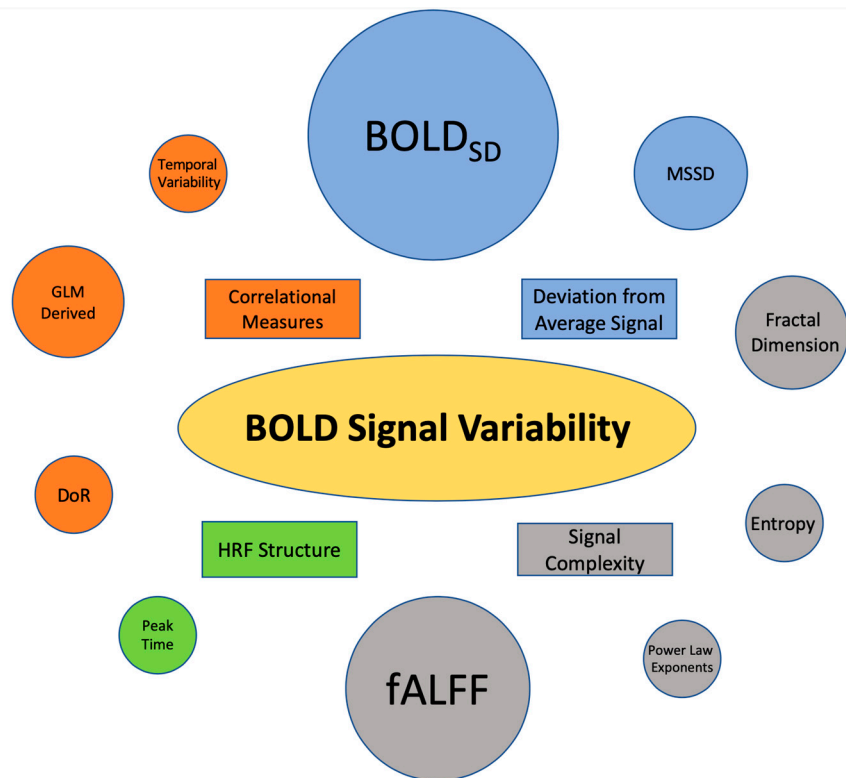 BOLDSD
Temporal
Variability
MSSD
GLM
Derived
Correlational
Measures
Deviation from
Average Signal
Fractal
Dimension
BOLD Signal Variability
DoR
HRF Structure
Signal
Complexity
Entropy
Peak
Time
fALFF
Power Law
Exponents